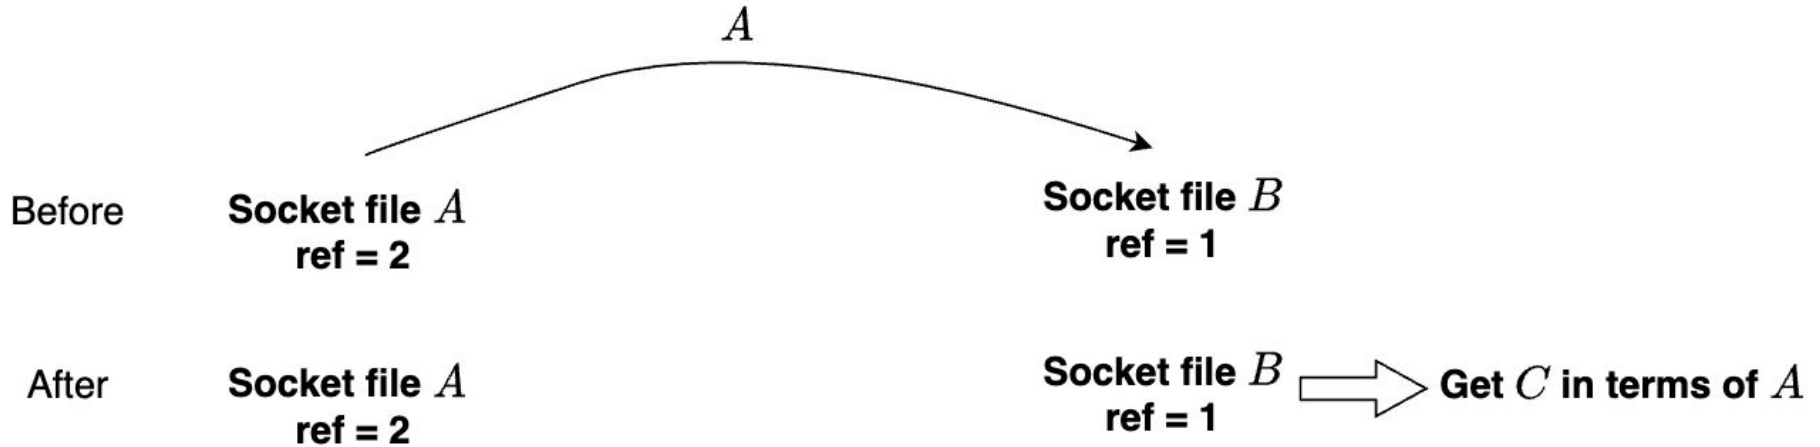 A
Before
Socket file A
ref = 2
Socket file B
ref = 1
After
Socket file A
ref = 2
Socket file B
ref = 1
Get C in terms of A